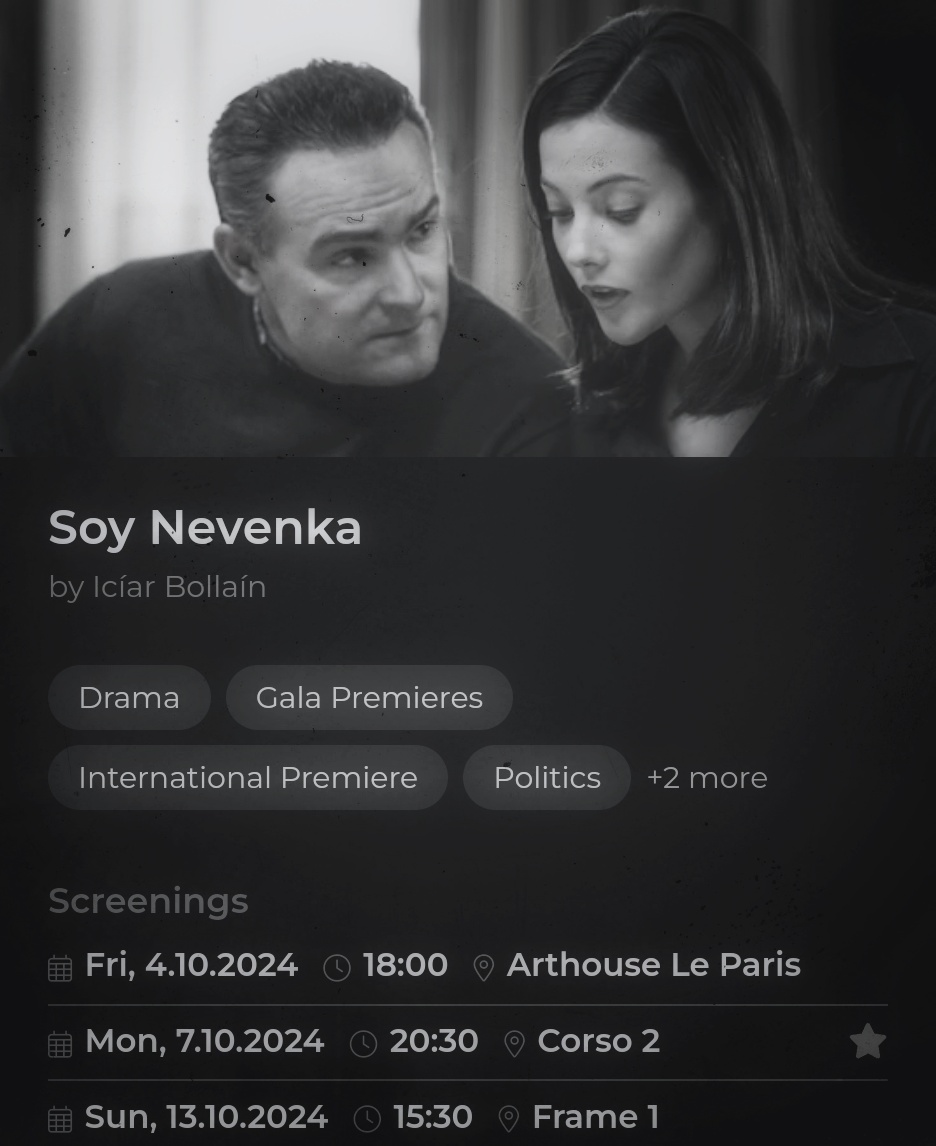 Soy Nevenka
by Icíar Bollaín
Drama Gala Premieres
International Premiere Politics +2 more
Screenings
Fri, 4.10.2024 18:00 Arthouse Le Paris
Mon, 7.10.2024 20:30 Corso 2
Sun, 13.10.2024 15:30 Frame 1